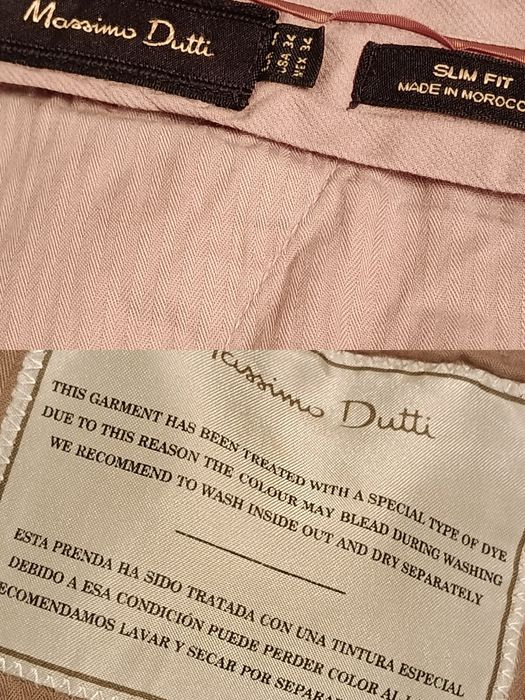 Massimo Dutti
USA 34
MEX 34
SLIM FIT
MADE IN MOROCC
Massimo Dutti
THIS GARMENT HAS BEEN TREATED WITH A SPECIAL TYPE OF DYE
DUE TO THIS REASON THE COLOUR MAY BLEAD DURING WASHING
WE RECOMMEND TO WASH INSIDE OUT AND DRY SEPARATELY
ESTA PRENDA HA SIDO TRATADA CON UNA TINTURA ESPECIAL
DEBIDO A ESA CONDICIÓN PUEDE PERDER COLOR AL
ECOMENDAMOS LAVAR Y SECAR POR SEPARA